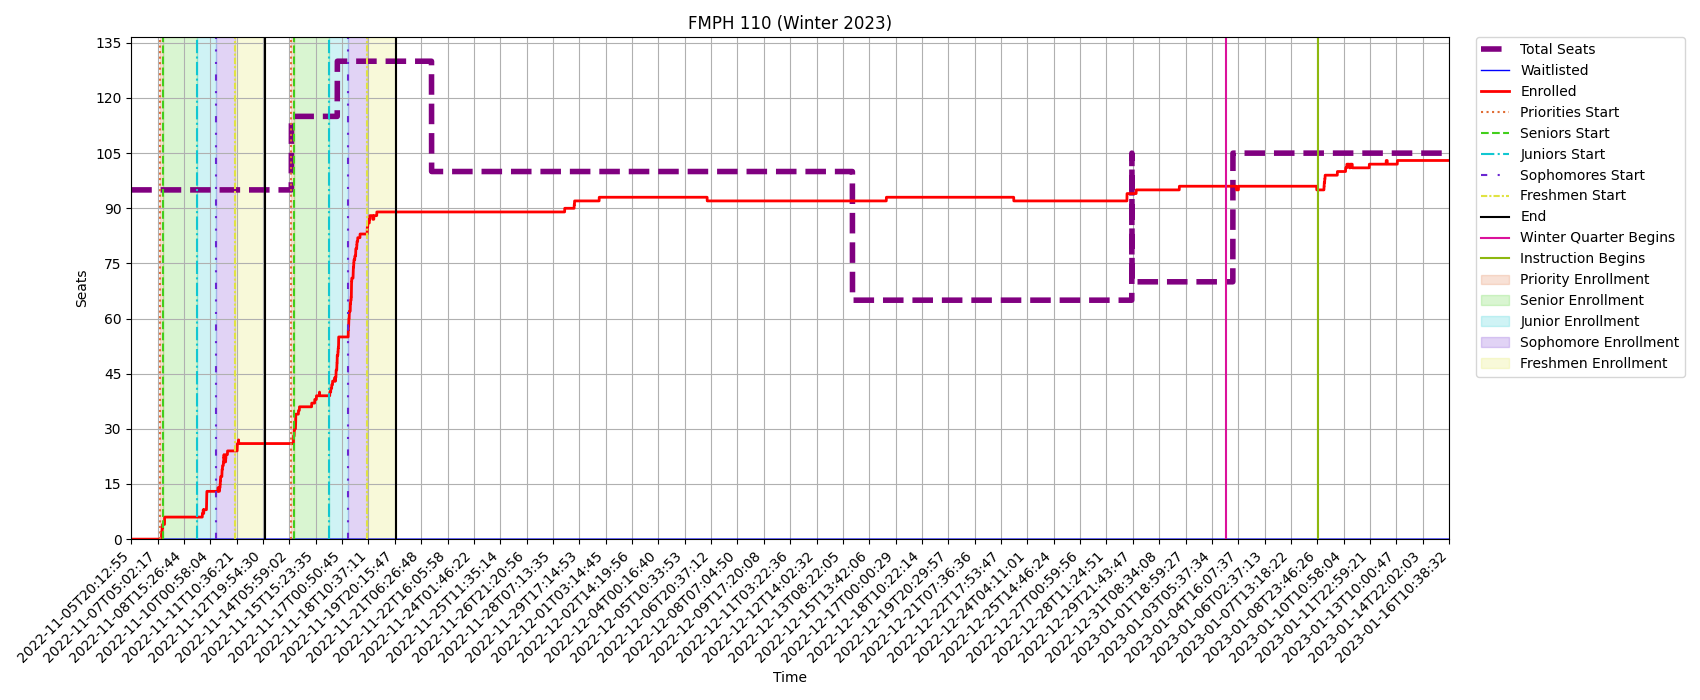 FMPH 110 (Winter 2023)
135
120
105
90
75
60
45
30
15
0
Seats
2022-11-05T20:12:55
2022-11-07T05:02:17
2022-11-08T15:26:44
2022-11-10T00:58:04
2022-11-11T10:36:21
2022-11-12T19:54:30
2022-11-14T05:59:02
2022-11-15T15:23:35
2022-11-17T00:50:45
2022-11-18T10:37:11
2022-11-19T20:15:47
2022-11-21T06:26:48
2022-11-22T16:05:58
2022-11-24T01:46:22
2022-11-25T11:35:14
2022-11-26T21:20:56
2022-11-28T07:13:35
2022-11-29T17:14:53
2022-12-01T03:14:45
2022-12-02T14:19:56
2022-12-04T00:16:40
2022-12-05T10:33:53
2022-12-06T20:37:12
2022-12-08T07:04:50
2022-12-09T17:20:08
2022-12-11T03:22:36
2022-12-12T14:02:32
2022-12-13T08:22:05
2022-12-15T13:42:06
2022-12-17T10:00:29
2022-12-18T10:22:14
2022-12-19T20:29:57
2022-12-21T07:36:36
2022-12-22T17:53:47
2022-12-24T04:11:01
2022-12-25T14:46:24
2022-12-27T00:59:56
2022-12-28T11:24:51
2022-12-29T21:43:47
2022-12-31T08:34:08
2023-01-01T18:59:27
2023-01-03T05:37:34
2023-01-04T16:07:37
2023-01-06T02:37:13
2023-01-07T13:18:22
2023-01-08T23:46:26
2023-01-10T10:58:04
2023-01-11T22:59:21
2023-01-13T10:00:47
2023-01-14T22:02:03
2023-01-16T10:38:32
Time
Total Seats
Waitlisted
Enrolled
Priorities Start
Seniors Start
Juniors Start
Sophomores Start
Freshmen Start
End
Winter Quarter Begins
Instruction Begins
Priority Enrollment
Senior Enrollment
Junior Enrollment
Sophomore Enrollment
Freshmen Enrollment